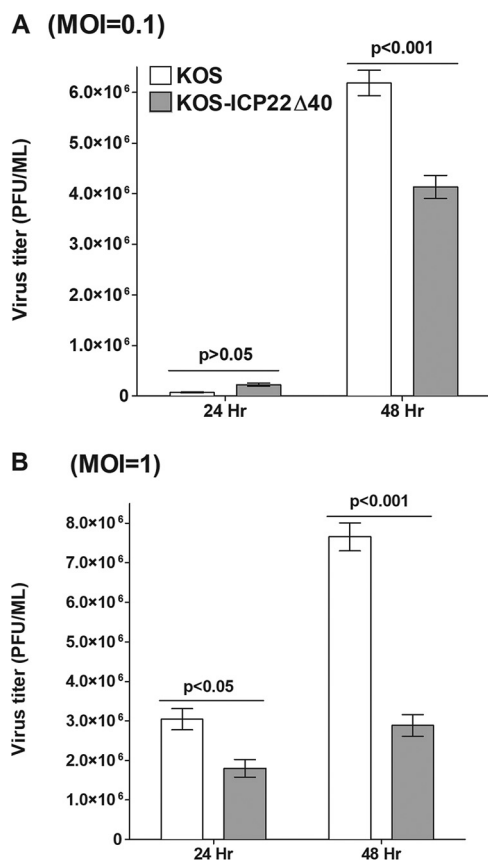 A (MOI=0.1)
p<0.001
KOS
KOS-ICP22Δ40
6.0×10⁶
5.0×10⁶
4.0×10⁶
3.0×10⁶
2.0×10⁶
1.0×10⁶
0
Virus titer (PFU/ML)
p>0.05
24 Hr 48 Hr
B (MOI=1)
p<0.001
8.0×10⁶
7.0×10⁶
6.0×10⁶
5.0×10⁶
4.0×10⁶
3.0×10⁶
2.0×10⁶
1.0×10⁶
0
Virus titer (PFU/ML)
p<0.05
24 Hr 48 Hr